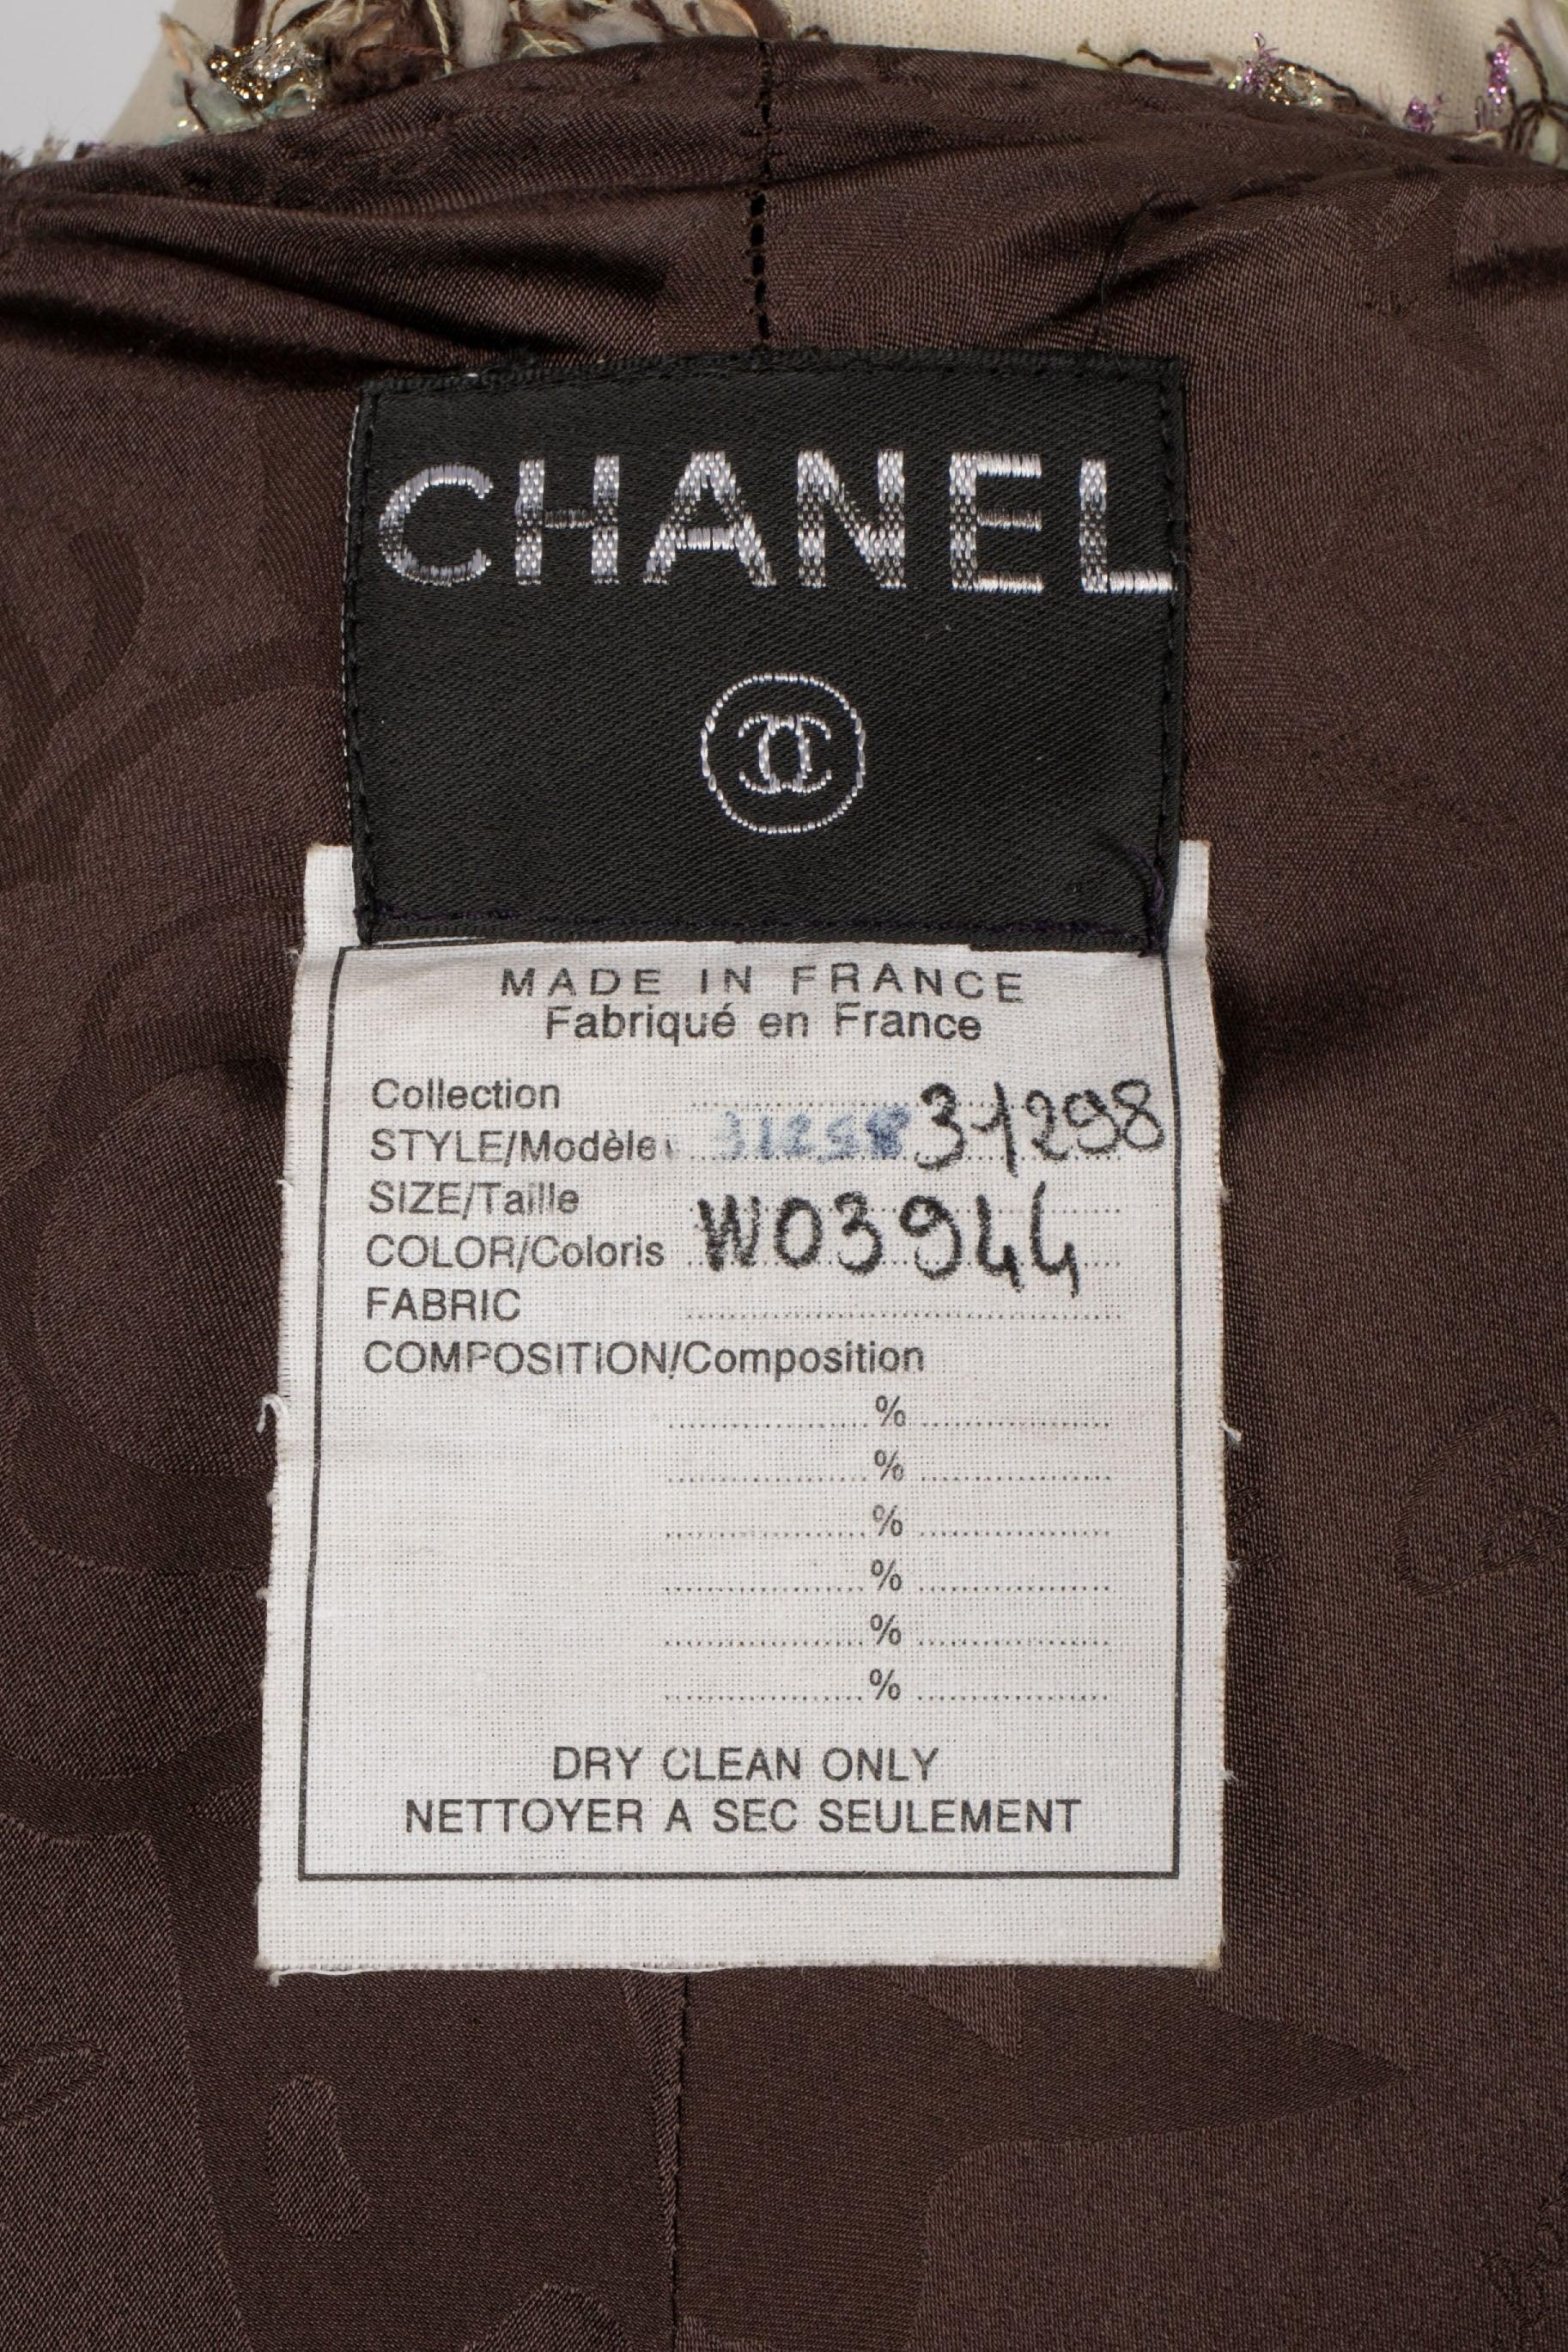 CHANEL
MADE IN FRANCE
Fabriqué en France
Collection
STYLE/Modèle 31298 31298
SIZE/Taille
COLOR/Coloris W03944
FABRIC
COMPOSITION/Composition
%
%
%
%
%
%
DRY CLEAN ONLY
NETTOYER A SEC SEULEMENT